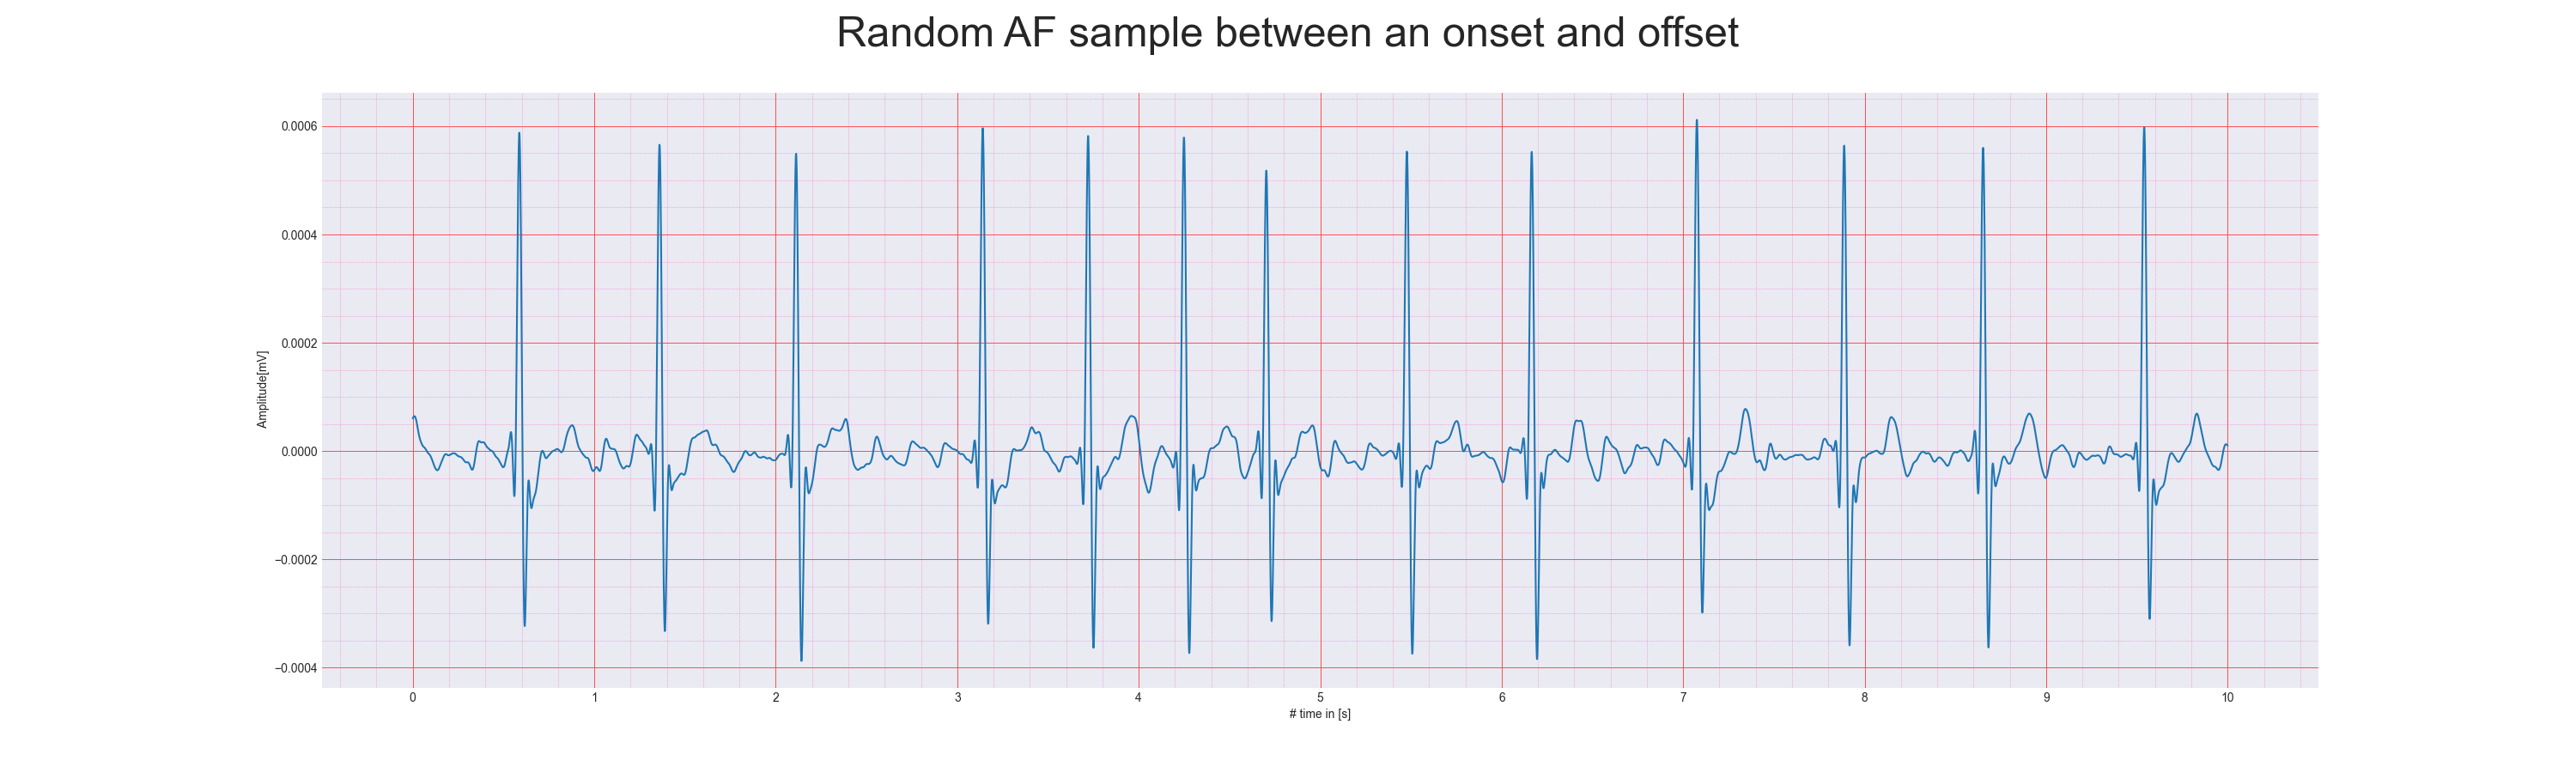 Random AF sample between an onset and offset
0.0006
0.0004
0.0002
0.0000
−0.0002
−0.0004
Amplitude[mV]
0 1 2 3 4 5 6 7 8 9 10
# time in [s]